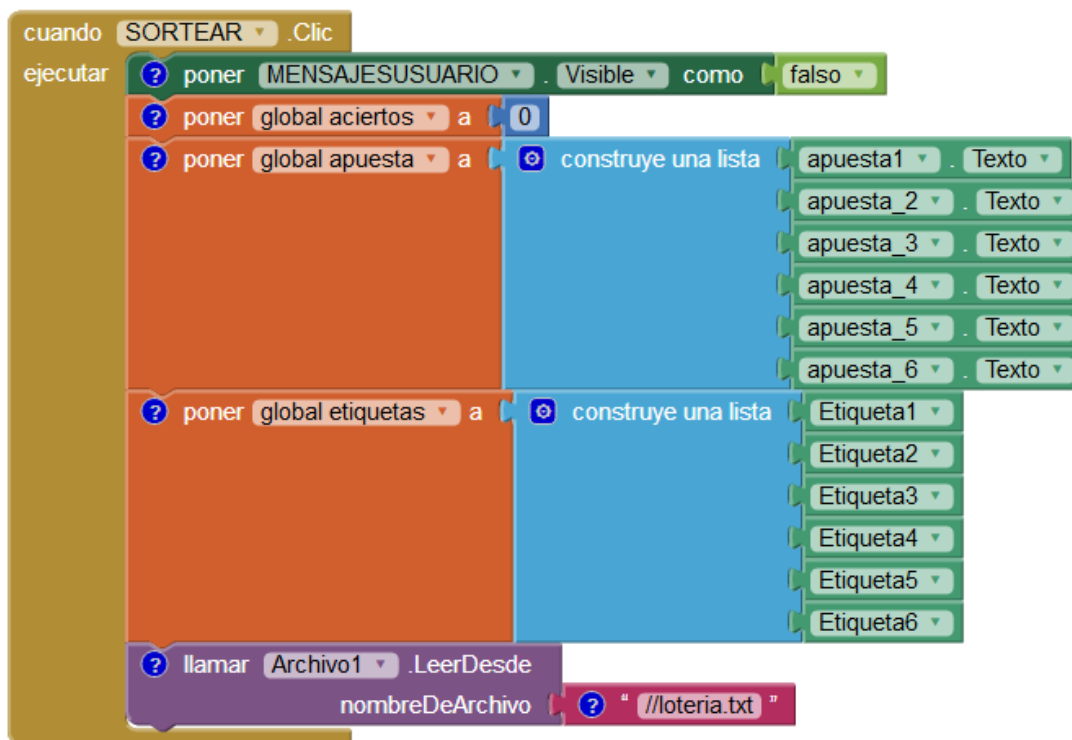 cuando SORTEAR .Clic
ejecutar ? poner MENSAJESUSUARIO . Visible como falso
? poner global aciertos a 0
? poner global apuesta a construye una lista apuesta1 . Texto
apuesta_2 . Texto
apuesta_3 . Texto
apuesta_4 . Texto
apuesta_5 . Texto
apuesta_6 . Texto
? poner global etiquetas a construye una lista Etiqueta1
Etiqueta2
Etiqueta3
Etiqueta4
Etiqueta5
Etiqueta6
? llamar Archivo1 .LeerDesde
nombreDeArchivo ? “ //loteria.txt ”